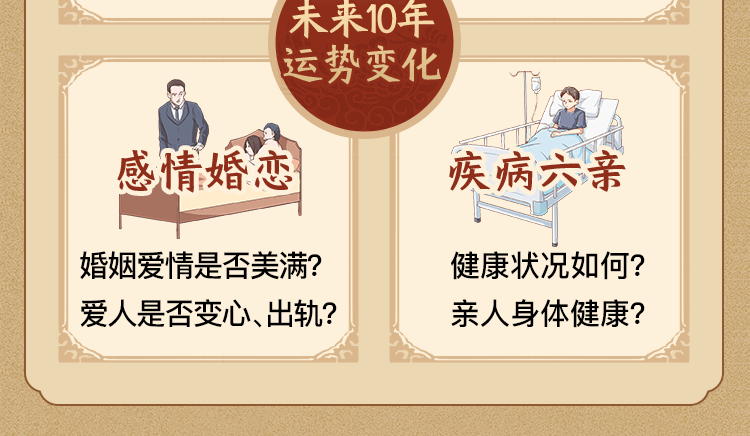 未来10年
运势变化
感情婚恋
婚姻爱情是否美满?
爱人是否变心、出轨?
疾病六亲
健康状况如何?
亲人身体健康?